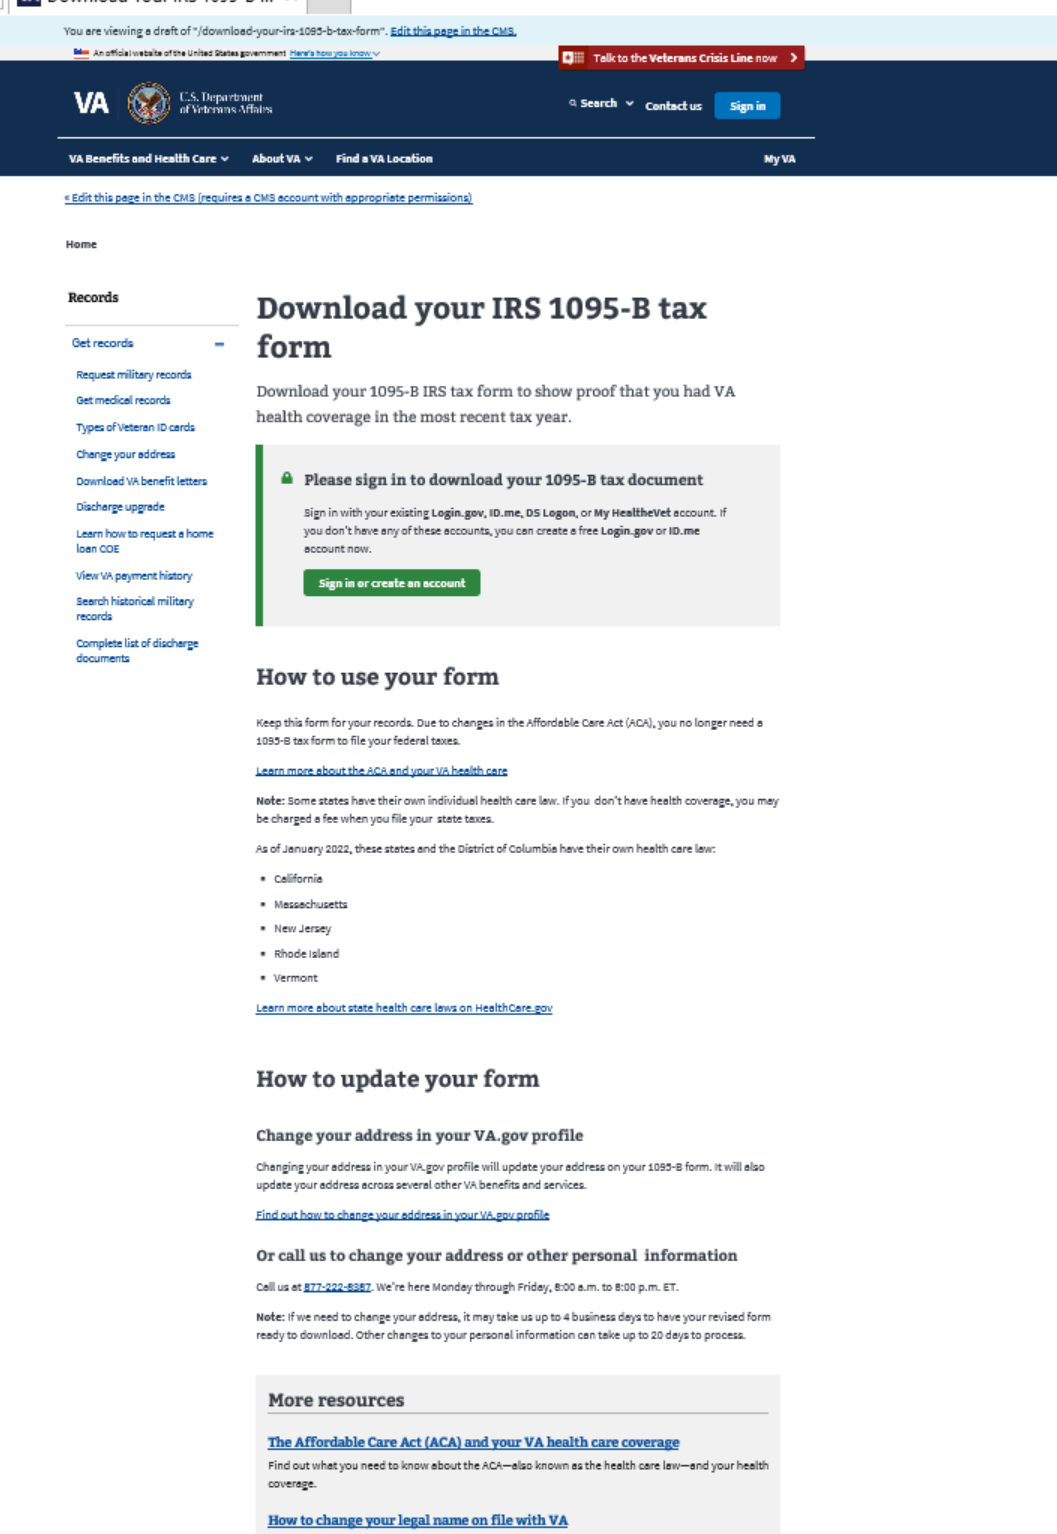 Download Your IRS 1095-B ...
You are viewing a draft of "/download-your-irs-1095-b-tax-form". Edit this page in the CMS.
An official website of the United States government Here's how you know
Talk to the Veterans Crisis Line now
VA
U.S. Department
of Veterans Affairs
Search
Contact us
Sign in
VA Benefits and Health Care
About VA
Find a VA Location
My VA
« Edit this page in the CMS (requires a CMS account with appropriate permissions)
Home
Records
Get records
Request military records
Get medical records
Types of Veteran ID cards
Change your address
Download VA benefit letters
Discharge upgrade
Learn how to request a home
loan COE
View VA payment history
Search historical military
records
Complete list of discharge
documents
Download your IRS 1095-B tax
form
Download your 1095-B IRS tax form to show proof that you had VA
health coverage in the most recent tax year.
Please sign in to download your 1095-B tax document
Sign in with your existing Login.gov, ID.me, DS Logon, or My HealtheVet account. If
you don't have any of these accounts, you can create a free Login.gov or ID.me
account now.
Sign in or create an account
How to use your form
Keep this form for your records. Due to changes in the Affordable Care Act (ACA), you no longer need a
1095-B tax form to file your federal taxes.
Learn more about the ACA and your VA health care
Note: Some states have their own individual health care law. If you don't have health coverage, you may
be charged a fee when you file your state taxes.
As of January 2022, these states and the District of Columbia have their own health care law:
▪ California
▪ Massachusetts
▪ New Jersey
▪ Rhode Island
▪ Vermont
Learn more about state health care laws on HealthCare.gov
How to update your form
Change your address in your VA.gov profile
Changing your address in your VA.gov profile will update your address on your 1095-B form. It will also
update your address across several other VA benefits and services.
Find out how to change your address in your VA.gov profile
Or call us to change your address or other personal information
Call us at 877-222-8387. We're here Monday through Friday, 8:00 a.m. to 8:00 p.m. ET.
Note: If we need to change your address, it may take us up to 4 business days to have your revised form
ready to download. Other changes to your personal information can take up to 20 days to process.
More resources
The Affordable Care Act (ACA) and your VA health care coverage
Find out what you need to know about the ACA—also known as the health care law—and your health
coverage.
How to change your legal name on file with VA